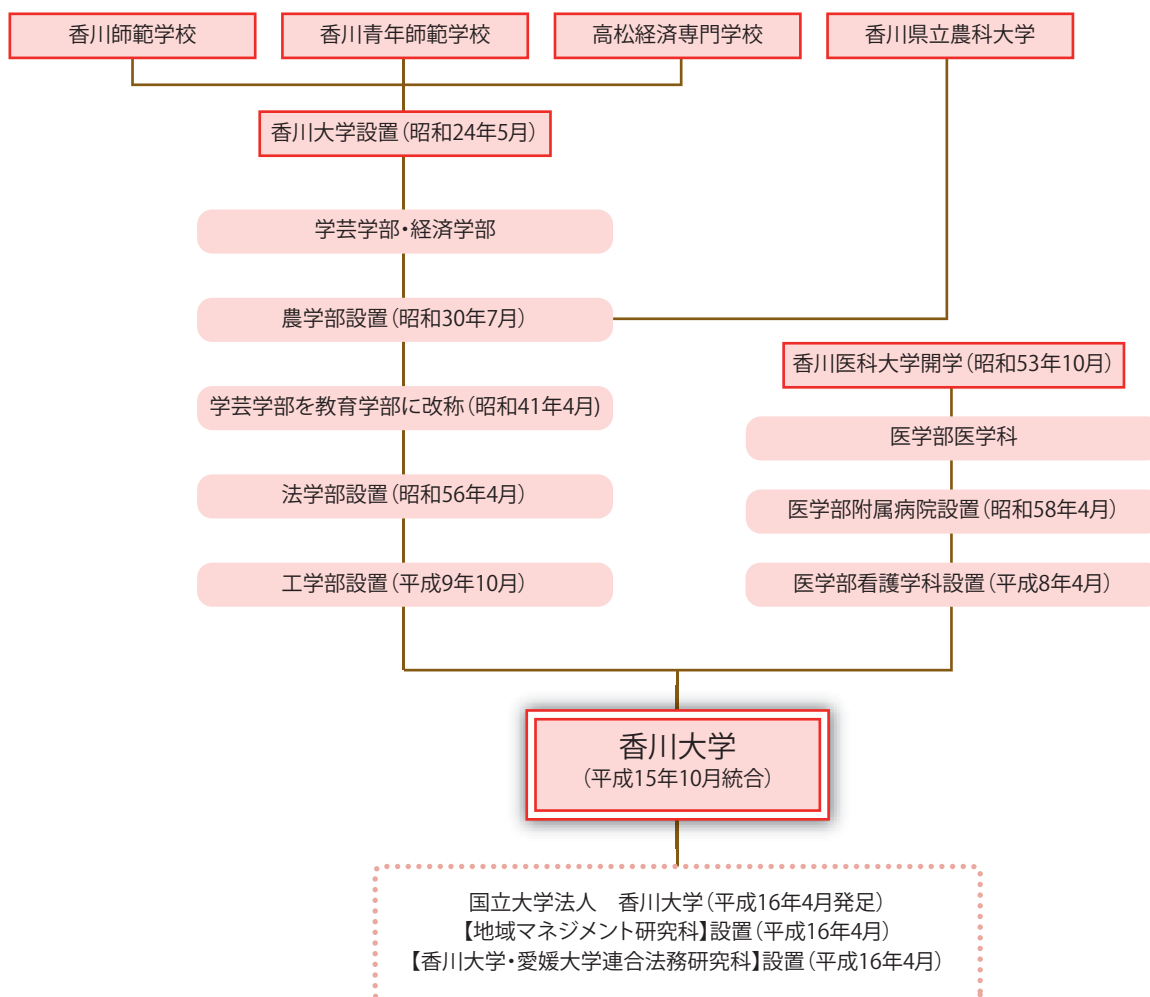 香川師範学校
香川青年師範学校
高松経済専門学校
香川県立農科大学
香川大学設置(昭和24年5月)
学芸学部・経済学部
農学部設置(昭和30年7月)
香川医科大学開学(昭和53年10月)
学芸学部を教育学部に改称(昭和41年4月)
医学部医学科
法学部設置(昭和56年4月)
医学部附属病院設置(昭和58年4月)
工学部設置(平成9年10月)
医学部看護学科設置(平成8年4月)
香川大学
(平成15年10月統合)
国立大学法人　香川大学(平成16年4月発足)
【地域マネジメント研究科】設置(平成16年4月)
【香川大学・愛媛大学連合法務研究科】設置(平成16年4月)